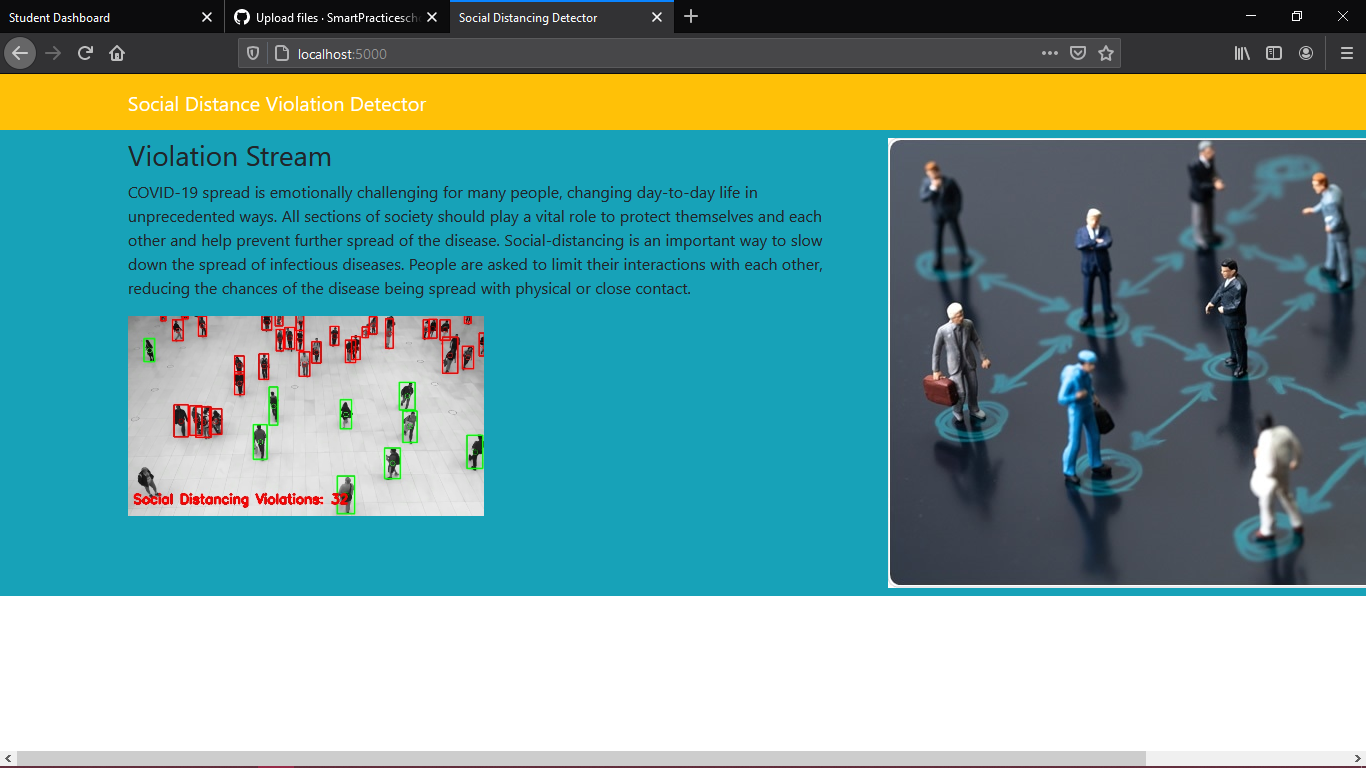 Student Dashboard
Upload files · SmartPracticesch
Social Distancing Detector
localhost:5000
Social Distance Violation Detector
Violation Stream
COVID-19 spread is emotionally challenging for many people, changing day-to-day life in
unprecedented ways. All sections of society should play a vital role to protect themselves and each
other and help prevent further spread of the disease. Social-distancing is an important way to slow
down the spread of infectious diseases. People are asked to limit their interactions with each other,
reducing the chances of the disease being spread with physical or close contact.
Social Distancing Violations: 32